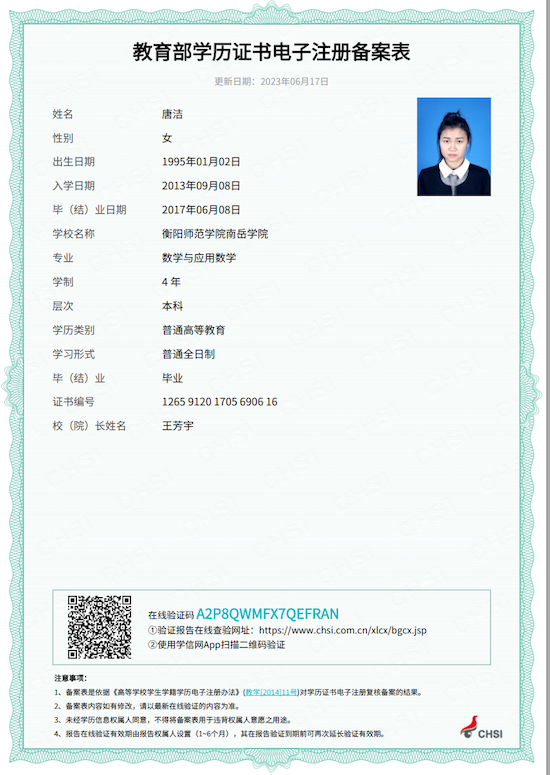 教育部学历证书电子注册备案表
更新日期：2023年06月17日
姓名 唐洁
性别 女
出生日期 1995年01月02日
入学日期 2013年09月08日
毕（结）业日期 2017年06月08日
学校名称 衡阳师范学院南岳学院
专业 数学与应用数学
学制 4 年
层次 本科
学历类别 普通高等教育
学习形式 普通全日制
毕（结）业 毕业
证书编号 1265 9120 1705 6906 16
校（院）长姓名 王芳宇
在线验证码 A2P8QWMFX7QEFRAN
①验证报告在线查验网址：https://www.chsi.com.cn/xlcx/bgcx.jsp
②使用学信网App扫描二维码验证
注意事项：
1、备案表是依据《高等学校学生学籍学历电子注册办法》(教学[2014]11号)对学历证书电子注册复核备案的结果。
2、备案表内容如有修改，请以最新在线验证的内容为准。
3、未经学历信息权属人同意，不得将备案表用于违背权属人意愿之用途。
4、报告在线验证有效期由报告权属人设置（1~6个月），其在报告验证到期前可再次延长验证有效期。
CHSI